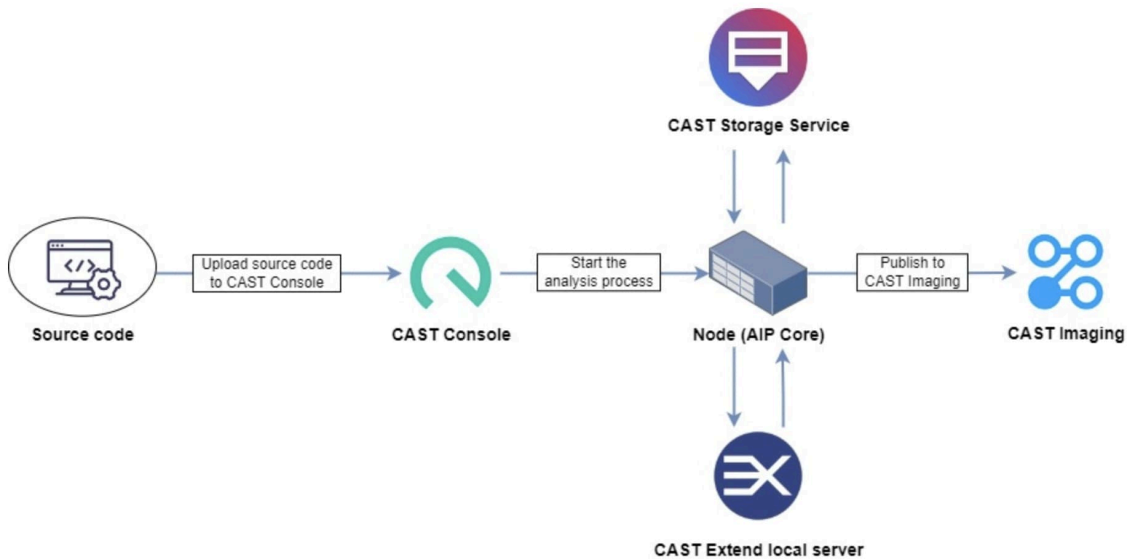 CAST Storage Service
Upload source code
to CAST Console
Start the
analysis process
Publish to
CAST Imaging
Source code
CAST Console
Node (AIP Core)
CAST Imaging
CAST Extend local server